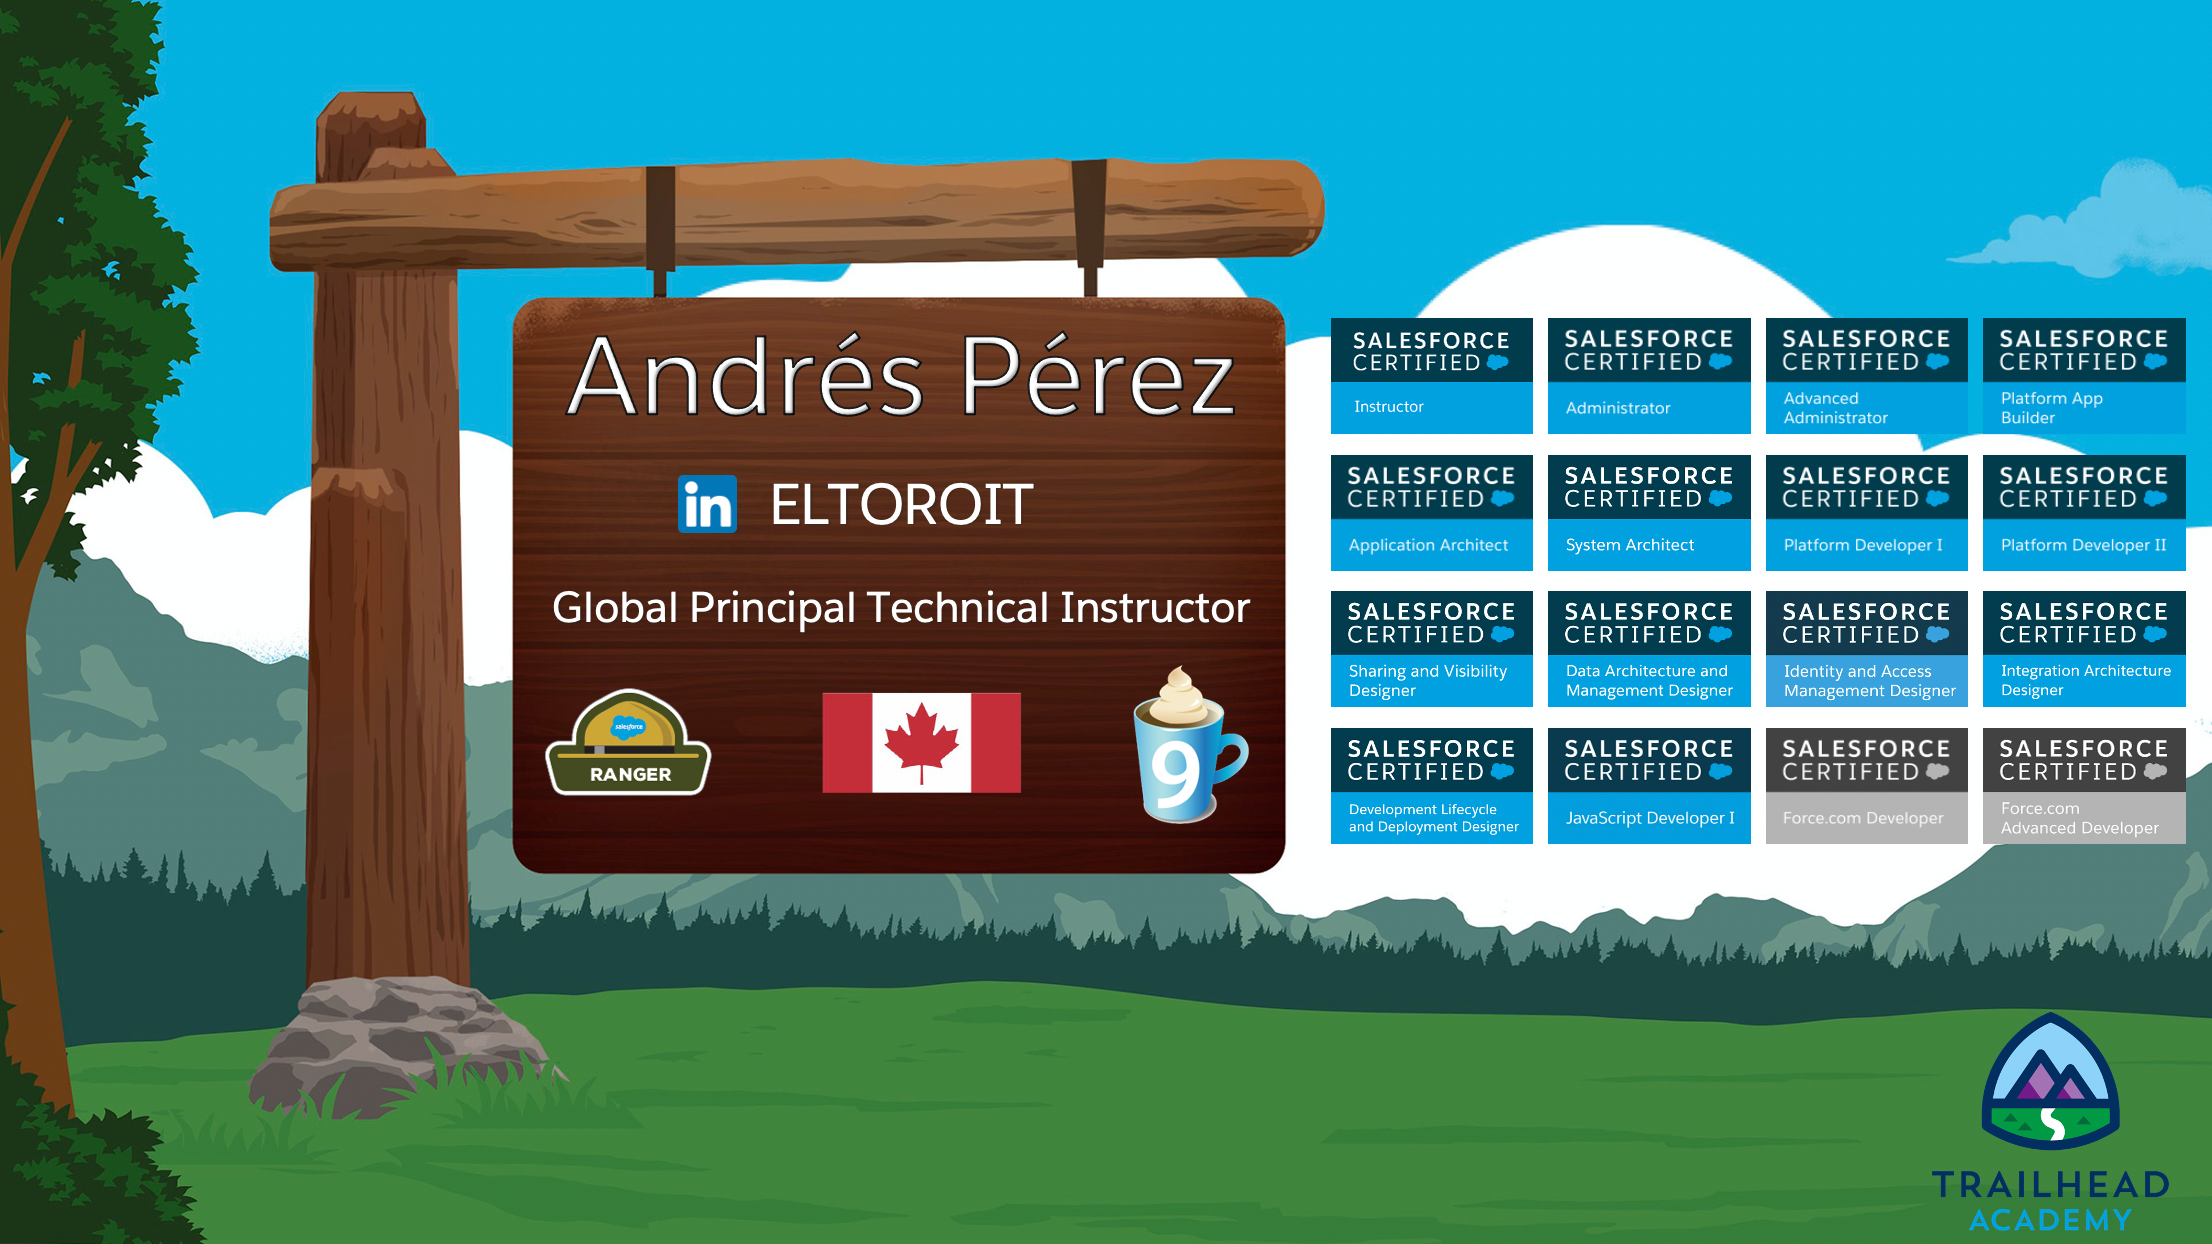 Andrés Pérez
in ELTOROIT
Global Principal Technical Instructor
salesforce
RANGER
9
SALESFORCE
CERTIFIED
Instructor
SALESFORCE
CERTIFIED
Administrator
SALESFORCE
CERTIFIED
Advanced
Administrator
SALESFORCE
CERTIFIED
Platform App
Builder
SALESFORCE
CERTIFIED
Application Architect
SALESFORCE
CERTIFIED
System Architect
SALESFORCE
CERTIFIED
Platform Developer I
SALESFORCE
CERTIFIED
Platform Developer II
SALESFORCE
CERTIFIED
Sharing and Visibility
Designer
SALESFORCE
CERTIFIED
Data Architecture and
Management Designer
SALESFORCE
CERTIFIED
Identity and Access
Management Designer
SALESFORCE
CERTIFIED
Integration Architecture
Designer
SALESFORCE
CERTIFIED
Development Lifecycle
and Deployment Designer
SALESFORCE
CERTIFIED
JavaScript Developer I
SALESFORCE
CERTIFIED
Force.com Developer
SALESFORCE
CERTIFIED
Force.com
Advanced Developer
TRAILHEAD
ACADEMY